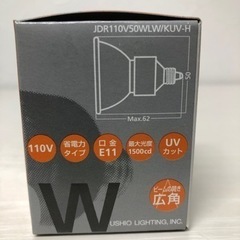 JDR110V50WLW/KUV-H
50
Max.62
110V
省電力
タイプ
口金
E11
最大光度
1500cd
UV
カット
ビームの開き
広角
W
USHIO LIGHTING, INC.